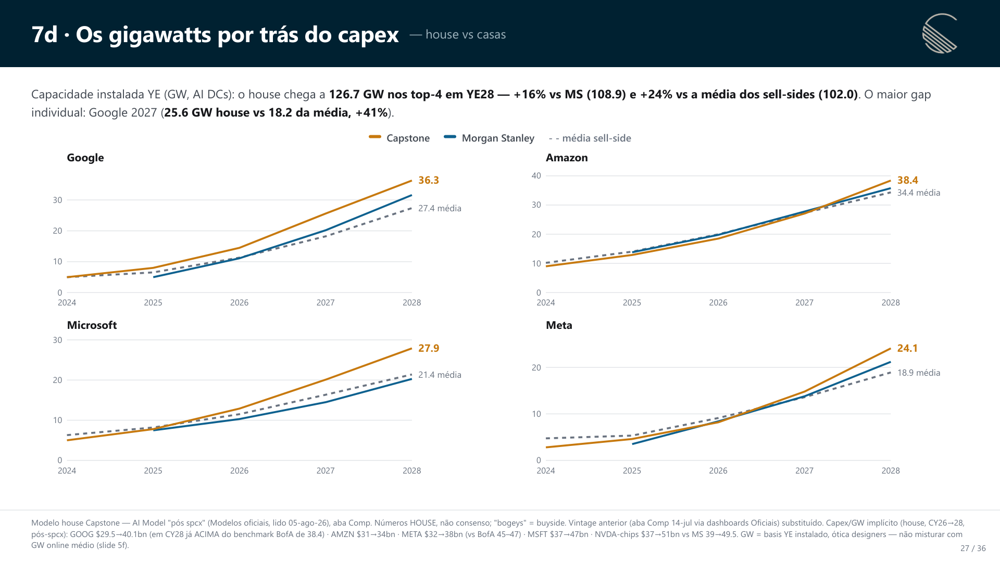 7d · Os gigawatts por trás do capex — house vs casas
Capacidade instalada YE (GW, AI DCs): o house chega a 126.7 GW nos top-4 em YE28 — +16% vs MS (108.9) e +24% vs a média dos sell-sides (102.0). O maior gap
individual: Google 2027 (25.6 GW house vs 18.2 da média, +41%).
Capstone Morgan Stanley - - média sell-side
Google
36.3
30
27.4 média
20
10
0
2024 2025 2026 2027 2028
Amazon
40
38.4
34.4 média
30
20
10
0
2024 2025 2026 2027 2028
Microsoft
30
27.9
21.4 média
20
10
0
2024 2025 2026 2027 2028
Meta
24.1
20
18.9 média
10
0
2024 2025 2026 2027 2028
Modelo house Capstone — AI Model "pós spcx" (Modelos oficiais, lido 05-ago-26), aba Comp. Números HOUSE, não consenso; "bogeys" = buyside. Vintage anterior (aba Comp 14-jul via dashboards Oficiais) substituído. Capex/GW implícito (house, CY26→28,
pós-spcx): GOOG $29.5→40.1bn (em CY28 já ACIMA do benchmark BofA de 38.4) · AMZN $31→34bn · META $32→38bn (vs BofA 45–47) · MSFT $37→47bn · NVDA-chips $37→51bn vs MS 39→49.5. GW = basis YE instalado, ótica designers — não misturar com
GW online médio (slide 5f).
27 / 36